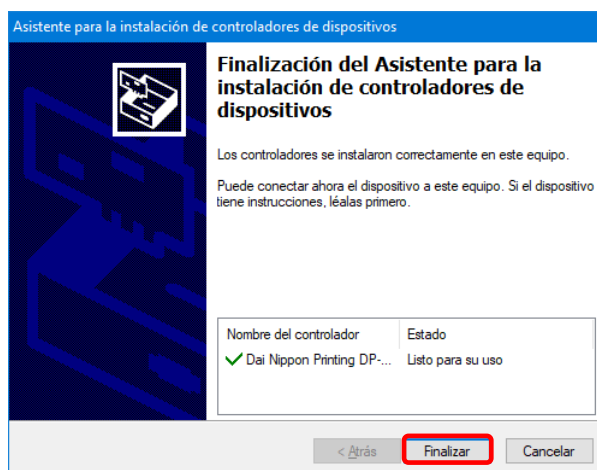 Asistente para la instalación de controladores de dispositivos
Finalización del Asistente para la
instalación de controladores de
dispositivos
Los controladores se instalaron correctamente en este equipo.
Puede conectar ahora el dispositivo a este equipo. Si el dispositivo
tiene instrucciones, léalas primero.
Nombre del controlador Estado
Dai Nippon Printing DP-... Listo para su uso
< Atrás Finalizar Cancelar